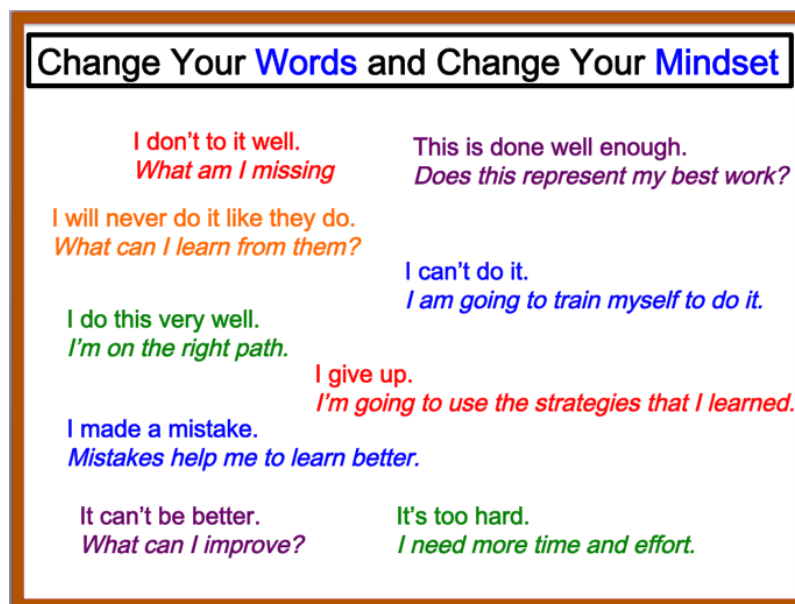 Change Your Words and Change Your Mindset
I don't to it well.
What am I missing
This is done well enough.
Does this represent my best work?
I will never do it like they do.
What can I learn from them?
I can't do it.
I am going to train myself to do it.
I do this very well.
I'm on the right path.
I give up.
I'm going to use the strategies that I learned.
I made a mistake.
Mistakes help me to learn better.
It can't be better.
What can I improve?
It's too hard.
I need more time and effort.